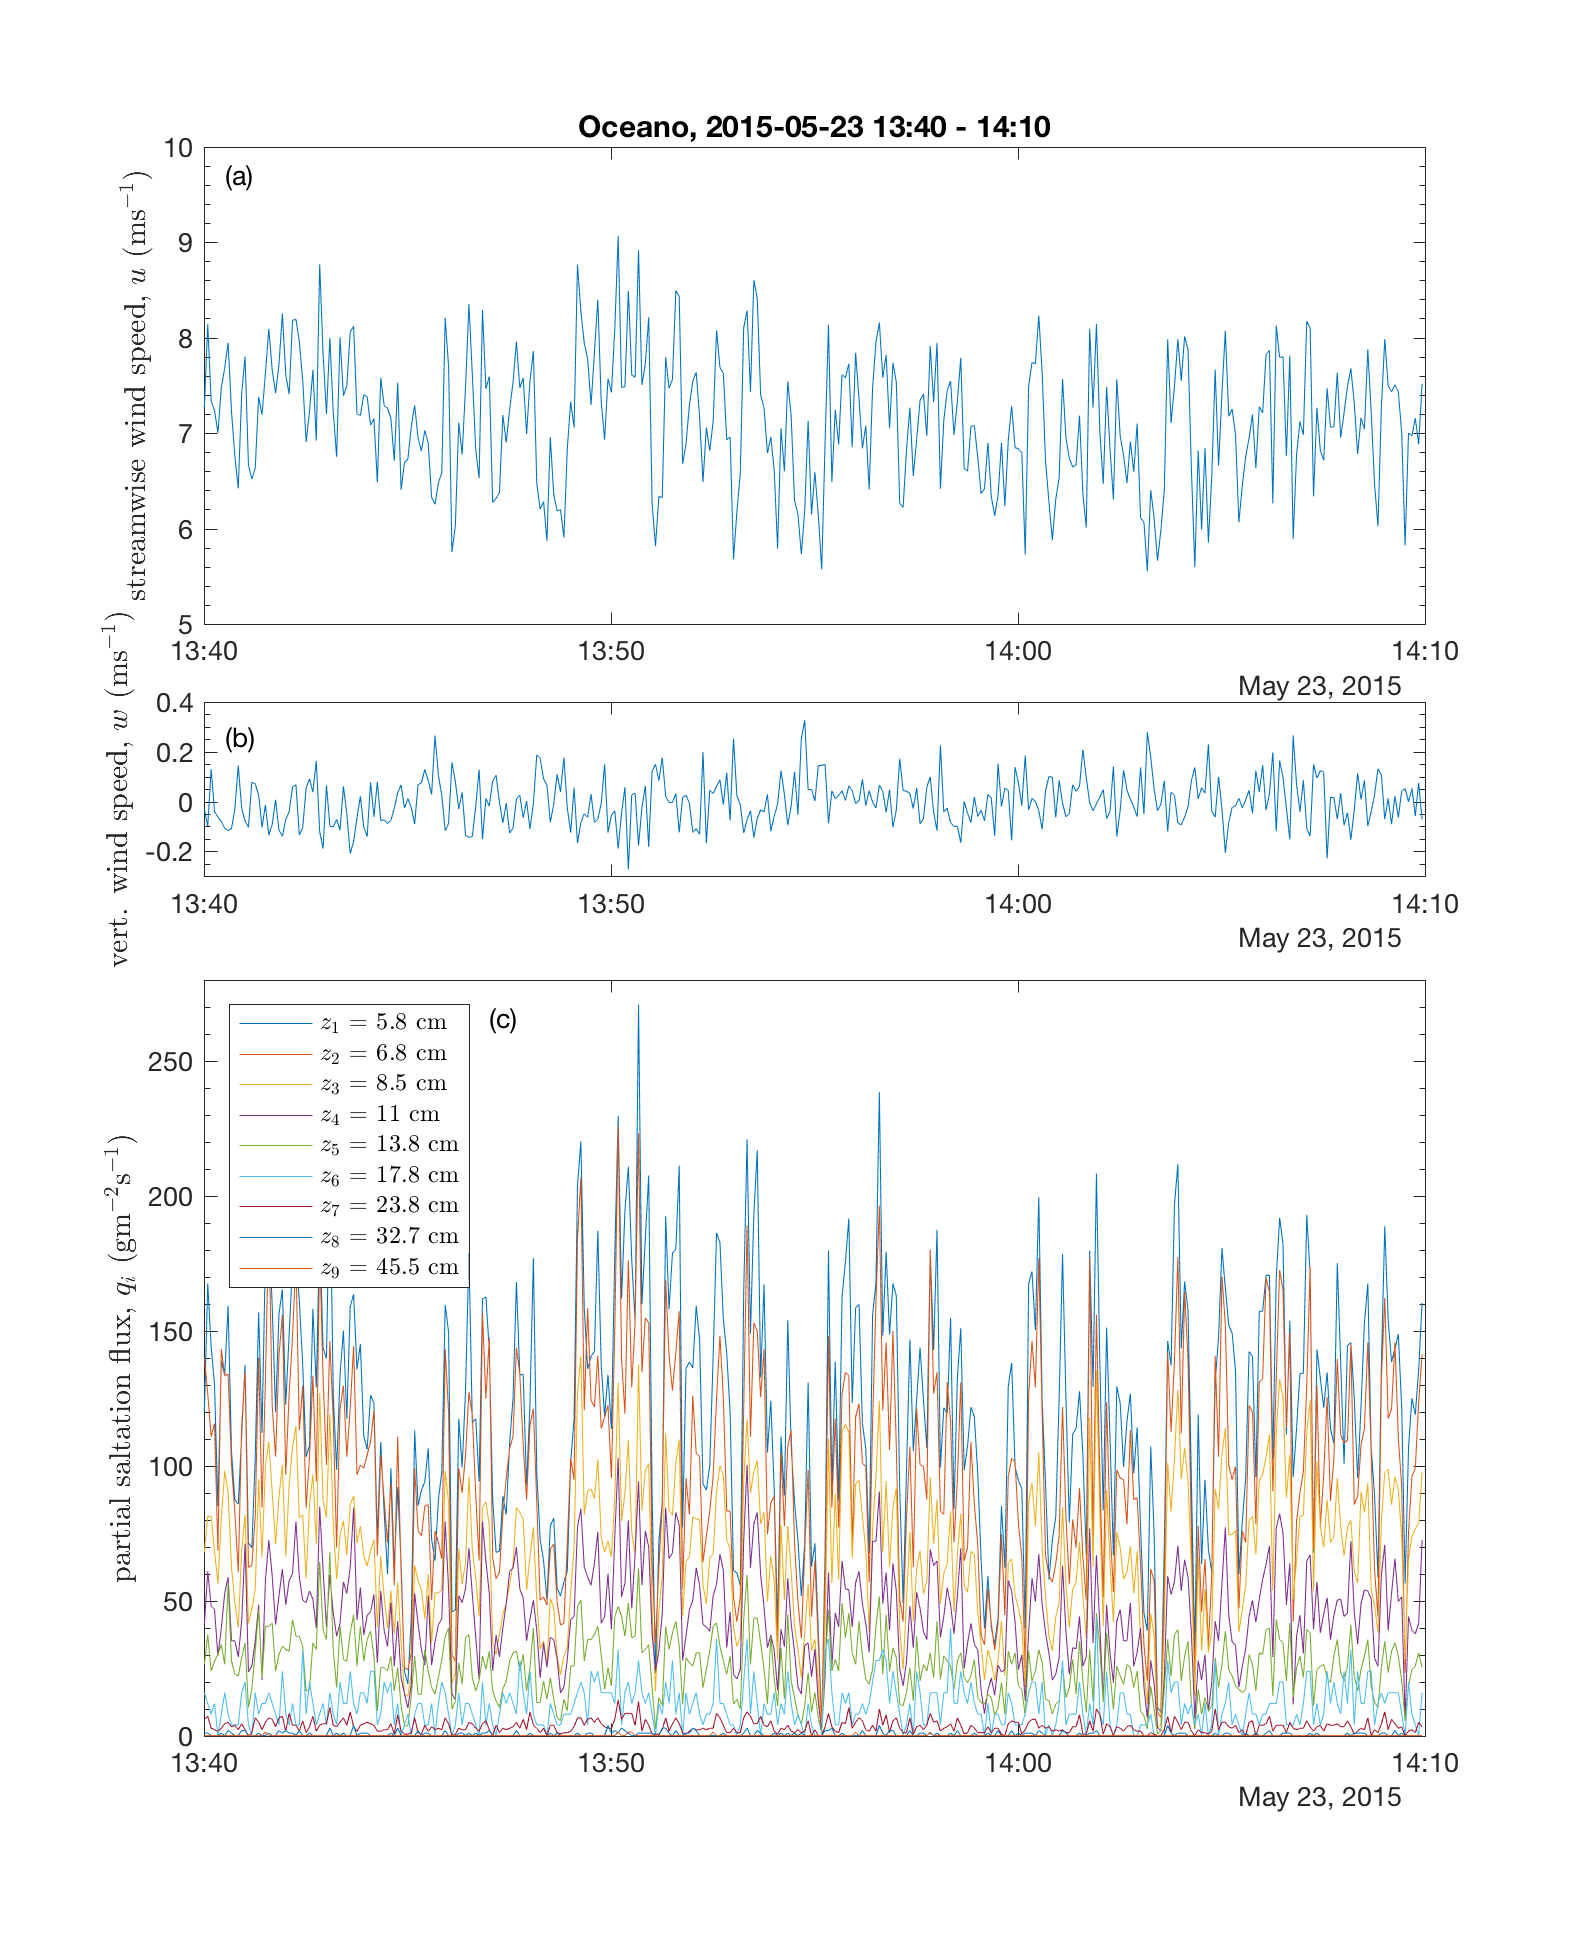 Oceano, 2015-05-23 13:40 - 14:10
(a)
streamwise wind speed, u (ms⁻¹)
10
9
8
7
6
5
13:40 13:50 14:00 14:10
May 23, 2015
(b)
vert. wind speed, w (ms⁻¹)
0.4
0.2
0
-0.2
13:40 13:50 14:00 14:10
May 23, 2015
(c)
partial saltation flux, qᵢ (gm⁻²s⁻¹)
250
200
150
100
50
0
z₁ = 5.8 cm
z₂ = 6.8 cm
z₃ = 8.5 cm
z₄ = 11 cm
z₅ = 13.8 cm
z₆ = 17.8 cm
z₇ = 23.8 cm
z₈ = 32.7 cm
z₉ = 45.5 cm
13:40 13:50 14:00 14:10
May 23, 2015